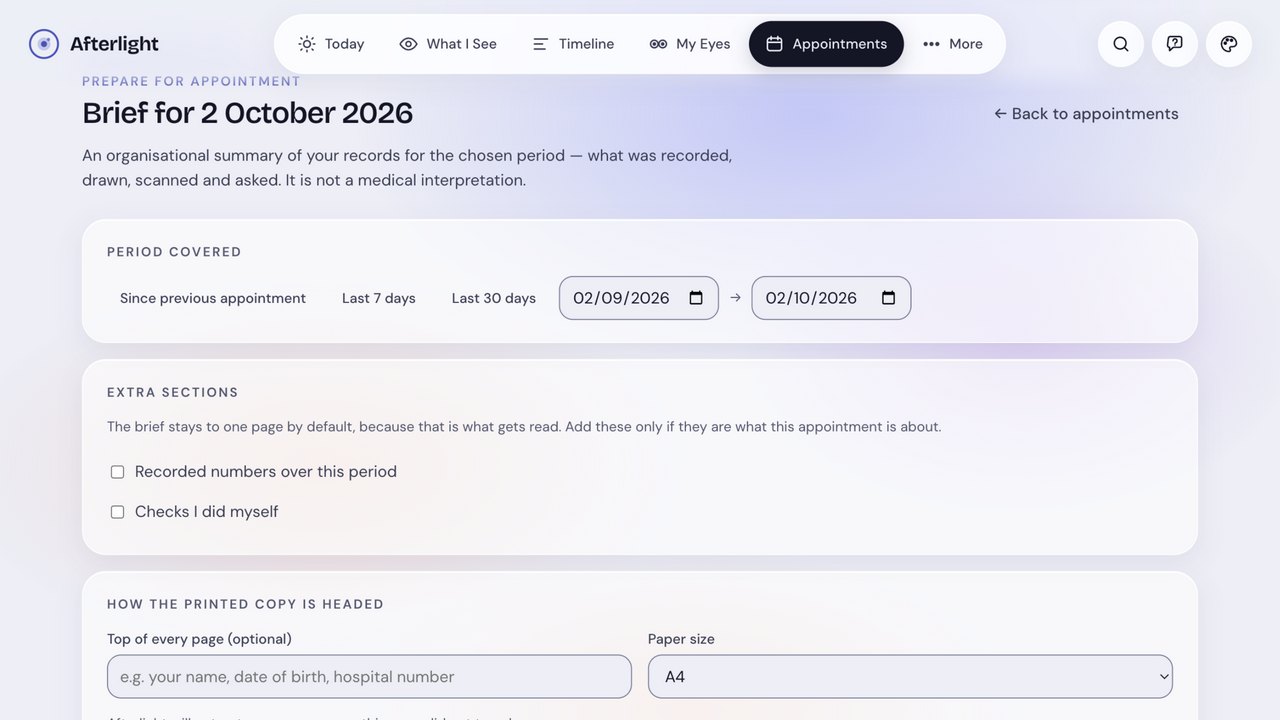 Afterlight
Today
What I See
Timeline
My Eyes
Appointments
More
PREPARE FOR APPOINTMENT
Brief for 2 October 2026
← Back to appointments
An organisational summary of your records for the chosen period — what was recorded,
drawn, scanned and asked. It is not a medical interpretation.
PERIOD COVERED
Since previous appointment
Last 7 days
Last 30 days
02/09/2026
→
02/10/2026
EXTRA SECTIONS
The brief stays to one page by default, because that is what gets read. Add these only if they are what this appointment is about.
Recorded numbers over this period
Checks I did myself
HOW THE PRINTED COPY IS HEADED
Top of every page (optional)
Paper size
e.g. your name, date of birth, hospital number
A4